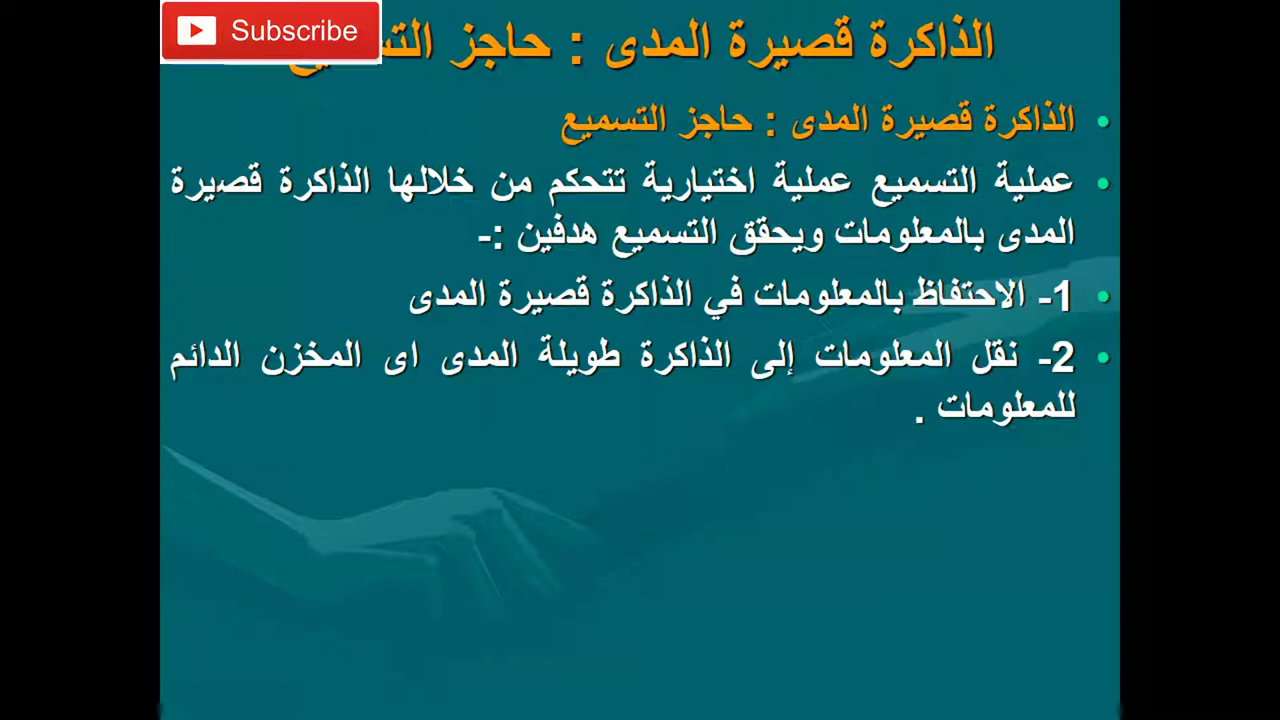 Subscribe
الذاكرة قصيرة المدى : حاجز
الذاكرة قصيرة المدى : حاجز التسميع
عملية التسميع عملية اختيارية تتحكم من خلالها الذاكرة قصيرة
المدى بالمعلومات ويحقق التسميع هدفين :-
1- الاحتفاظ بالمعلومات في الذاكرة قصيرة المدى
2- نقل المعلومات إلى الذاكرة طويلة المدى اى المخزن الدائم
للمعلومات .